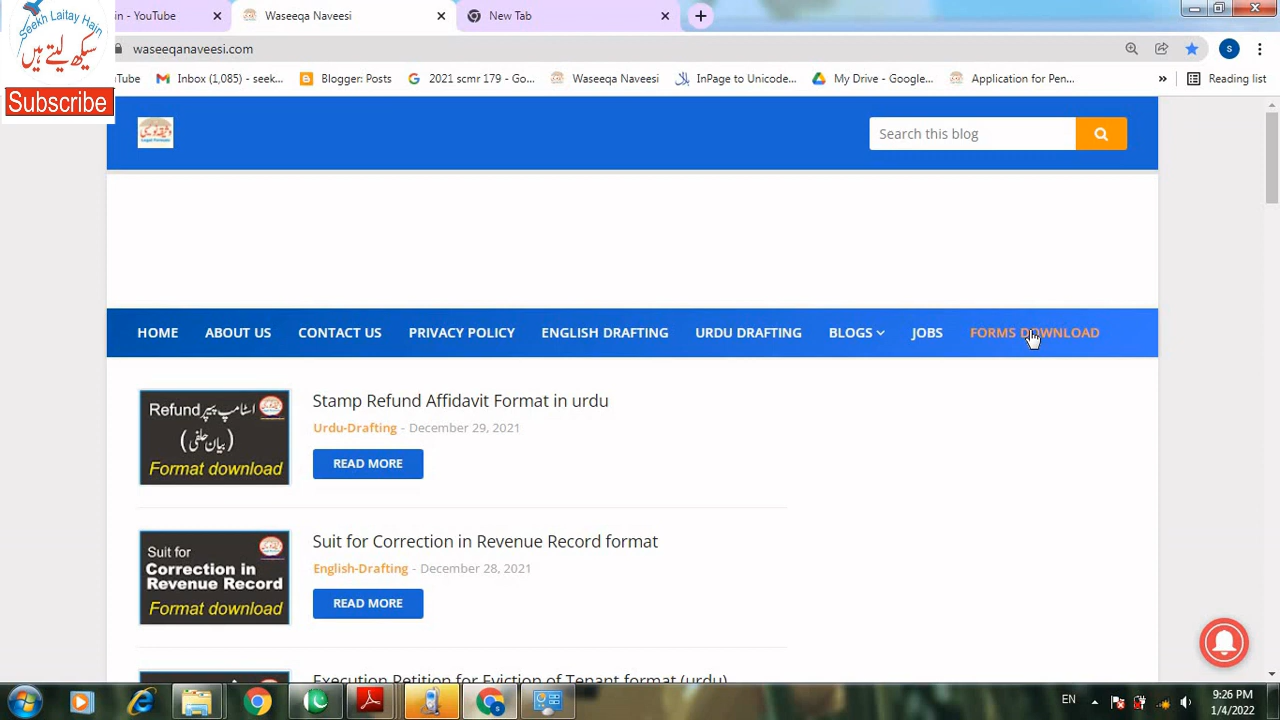 Seekh Laitay Hain
سیکھ لیتے ہیں
Subscribe
in - YouTube
Waseeqa Naveesi
New Tab
waseeqanaveesi.com
Tube
Inbox (1,085) - seek...
Blogger: Posts
2021 scmr 179 - Go...
Waseeqa Naveesi
InPage to Unicode...
My Drive - Google...
Application for Pen...
»
Reading list
S
وثیقہ نویسی
Search this blog
HOME
ABOUT US
CONTACT US
PRIVACY POLICY
ENGLISH DRAFTING
URDU DRAFTING
BLOGS
JOBS
FORMS DOWNLOAD
Refund اسٹامپ پیپر
(بیان حلفی)
Format download
Stamp Refund Affidavit Format in urdu
Urdu-Drafting - December 29, 2021
READ MORE
Suit for
Correction in
Revenue Record
Format download
Suit for Correction in Revenue Record format
English-Drafting - December 28, 2021
READ MORE
Execution Petition for Eviction of Tenant format (urdu)
EN
9:26 PM
1/4/2022